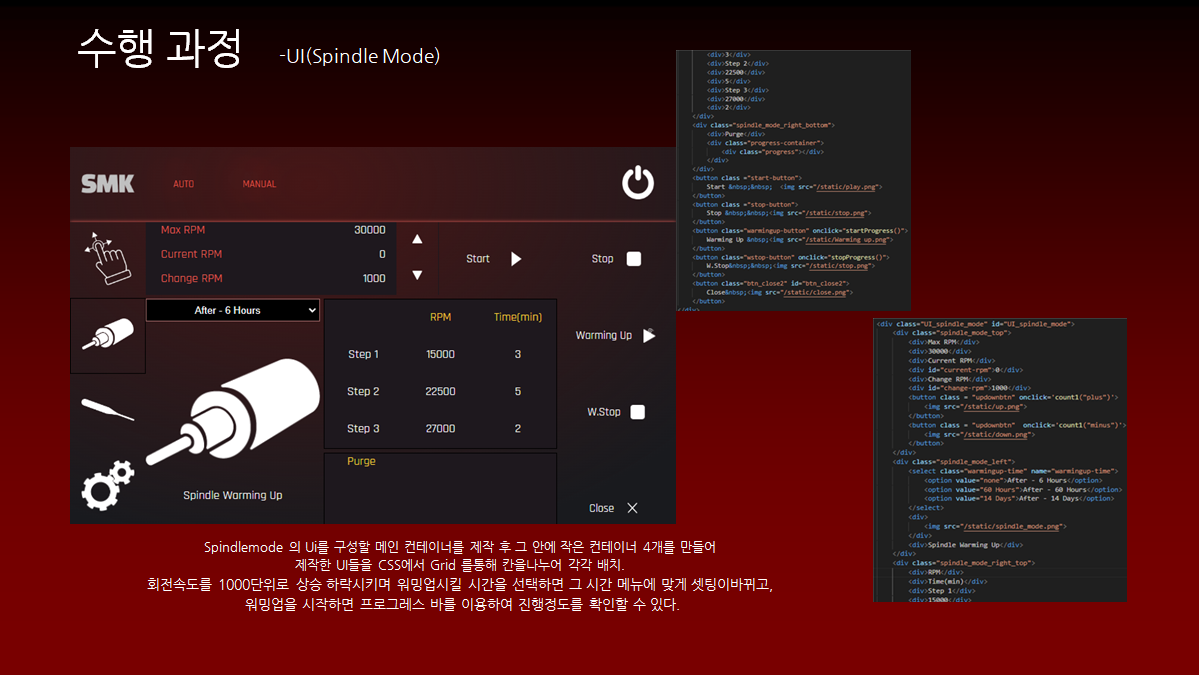 수행 과정 -UI(Spindle Mode)
SMK AUTO MANUAL
Max RPM 30000
Current RPM 0
Change RPM 1000
Start
Stop
After - 6 Hours
RPM Time(min)
Step 1 15000 3
Step 2 22500 5
Step 3 27000 2
Purge
Spindle Warming Up
Warming Up
W.Stop
Close
<div>3</div>
<div>Step 2</div>
<div>22500</div>
<div>5</div>
<div>Step 3</div>
<div>27000</div>
<div>2</div>
</div>
<div class="spindle_mode_right_bottom">
<div>Purge</div>
<div class="progress-container">
<div class="progress"></div>
</div>
</div>
<button class ="start-button">
Start &nbsp;&nbsp; <img src="/static/play.png">
</button>
<button class ="stop-button">
Stop &nbsp;&nbsp;<img src="/static/stop.png">
</button>
<button class="warmingup-button" onclick="startProgress()">
Warming Up &nbsp;<img src="/static/Warming up.png">
</button>
<button class="wstop-button" onclick="stopProgress()">
W.Stop&nbsp;&nbsp;<img src="/static/stop.png">
</button>
<button class="btn_close2" id="btn_close2">
Close&nbsp;<img src="/static/close.png">
</button>
</div>
<div class="UI_spindle_mode" id="UI_spindle_mode">
<div class="spindle_mode_top">
<div>Max RPM</div>
<div>30000</div>
<div>Current RPM</div>
<div id="current-rpm">0</div>
<div>Change RPM</div>
<div id="change-rpm">1000</div>
<button class = "updownbtn" onclick='count1("plus")'>
<img src="/static/up.png">
</button>
<button class = "updownbtn" onclick='count1("minus")'>
<img src="/static/down.png">
</button>
</div>
<div class="spindle_mode_left">
<select class="warmingup-time" name="warmingup-time">
<option value="none">After - 6 Hours</option>
<option value="60 Hours">After - 60 Hours</option>
<option value="14 Days">After - 14 Days</option>
</select>
<div>
<img src="/static/spindle_mode.png">
</div>
<div>Spindle Warming Up</div>
</div>
<div class="spindle_mode_right_top">
<div>RPM</div>
<div>Time(min)</div>
<div>Step 1</div>
<div>15000</div>
Spindlemode 의 Ui를 구성할 메인 컨테이너를 제작 후 그 안에 작은 컨테이너 4개를 만들어
제작한 UI들을 CSS에서 Grid 를통해 칸을나누어 각각 배치.
회전속도를 1000단위로 상승 하락시키며 워밍업시킬 시간을 선택하면 그 시간 메뉴에 맞게 셋팅이바뀌고,
워밍업을 시작하면 프로그레스 바를 이용하여 진행정도를 확인할 수 있다.